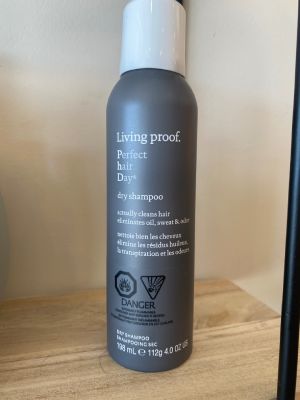 Living proof.
Perfect
hair
Day
dry shampoo
actually cleans hair
eliminates oil, sweat & odor
nettoie bien les cheveux
élimine les résidus huileux,
la transpiration et les odeurs
DANGER
DRY SHAMPOO
SHAMPOOING SEC
198 mL ℮ 112g 4.0 OZ US